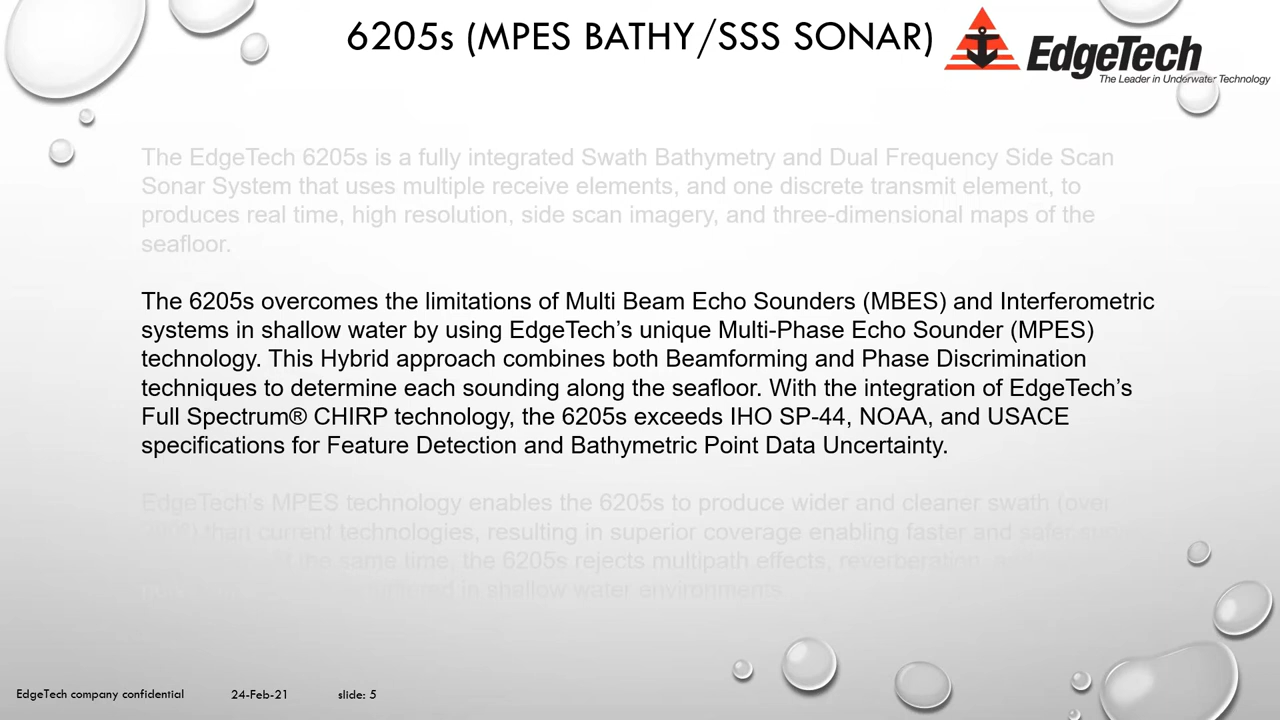 6205s (MPES BATHY/SSS SONAR)
EdgeTech
The Leader in Underwater Technology
The EdgeTech 6205s is a fully integrated Swath Bathymetry and Dual Frequency Side Scan
Sonar System that uses multiple receive elements, and one discrete transmit element, to
produces real time, high resolution, side scan imagery, and three-dimensional maps of the
seafloor.
The 6205s overcomes the limitations of Multi Beam Echo Sounders (MBES) and Interferometric
systems in shallow water by using EdgeTech's unique Multi-Phase Echo Sounder (MPES)
technology. This Hybrid approach combines both Beamforming and Phase Discrimination
techniques to determine each sounding along the seafloor. With the integration of EdgeTech's
Full Spectrum® CHIRP technology, the 6205s exceeds IHO SP-44, NOAA, and USACE
specifications for Feature Detection and Bathymetric Point Data Uncertainty.
EdgeTech's MPES technology enables the 6205s to produce wider and cleaner swath (over
than current technologies, resulting in superior coverage enabling faster and safer
the same time, the 6205s rejects multipath effects, reverberation,
in shallow water environments
EdgeTech company confidential
24-Feb-21
slide: 5